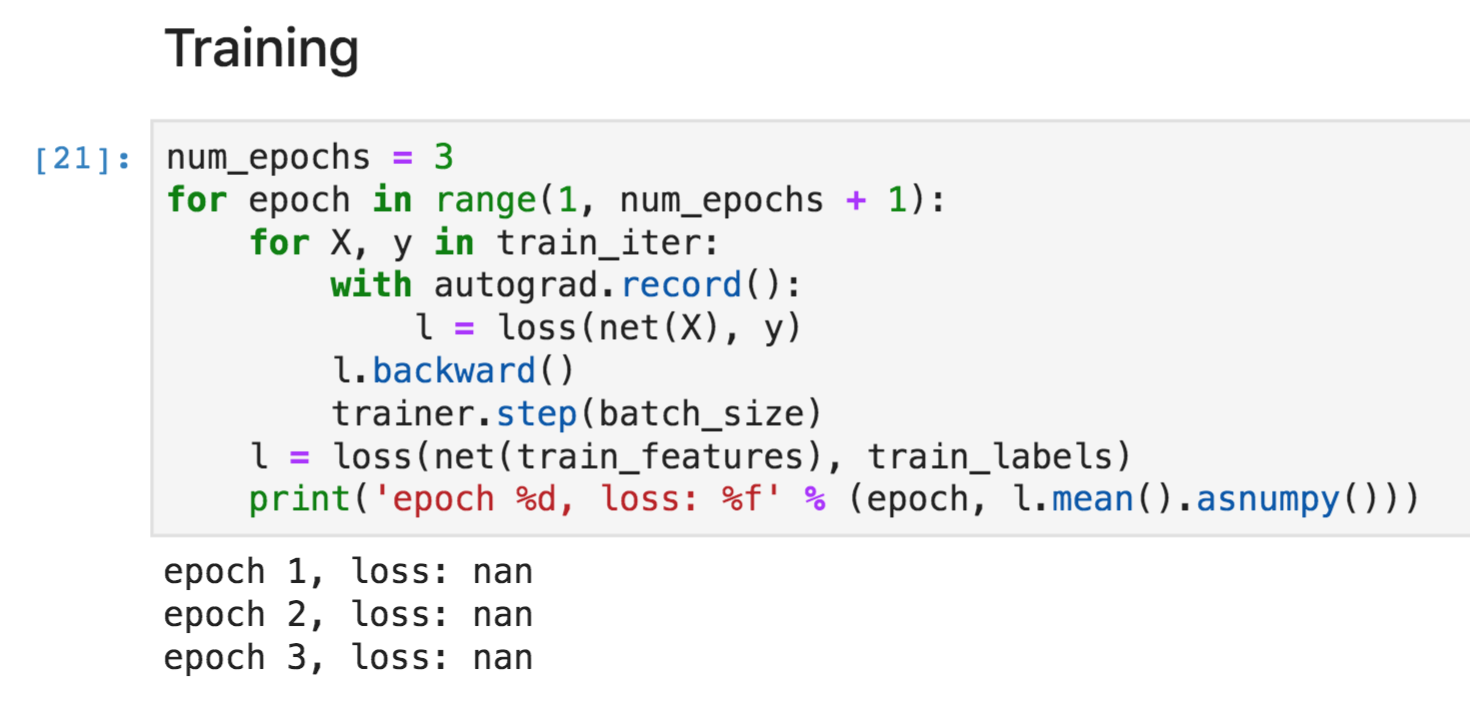 Training
[21]:
num_epochs = 3
for epoch in range(1, num_epochs + 1):
    for X, y in train_iter:
        with autograd.record():
            l = loss(net(X), y)
        l.backward()
        trainer.step(batch_size)
    l = loss(net(train_features), train_labels)
    print('epoch %d, loss: %f' % (epoch, l.mean().asnumpy()))
epoch 1, loss: nan
epoch 2, loss: nan
epoch 3, loss: nan